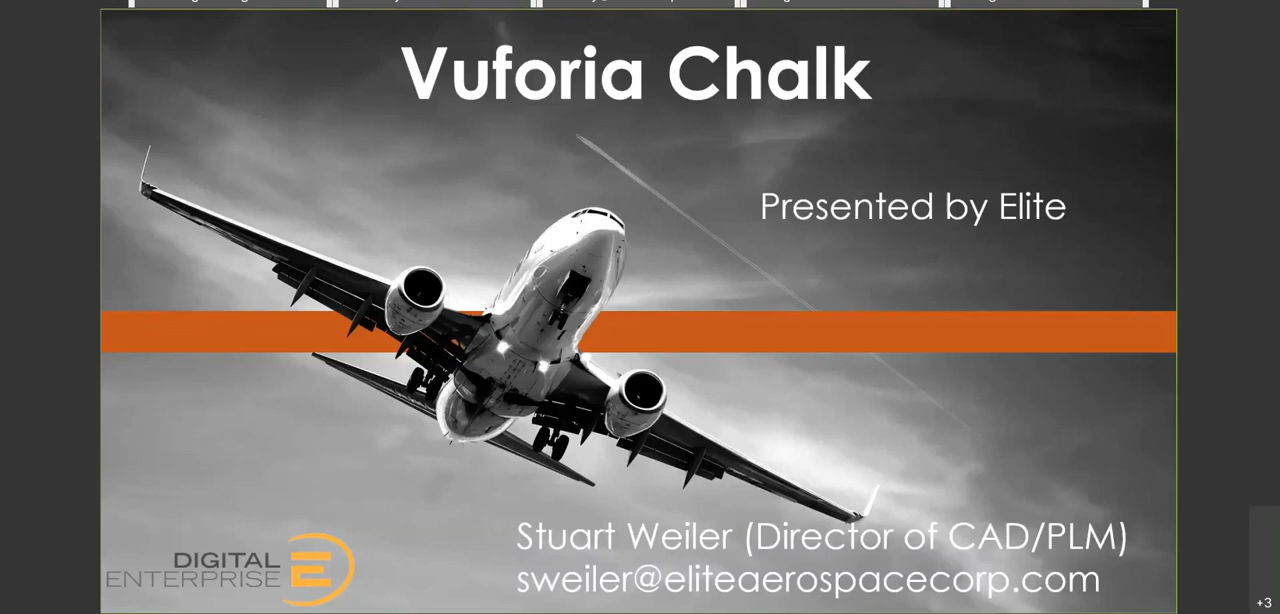 Vuforia Chalk
Presented by Elite
Stuart Weiler (Director of CAD/PLM)
sweiler@eliteaerospacecorp.com
DIGITAL
ENTERPRISE
+3